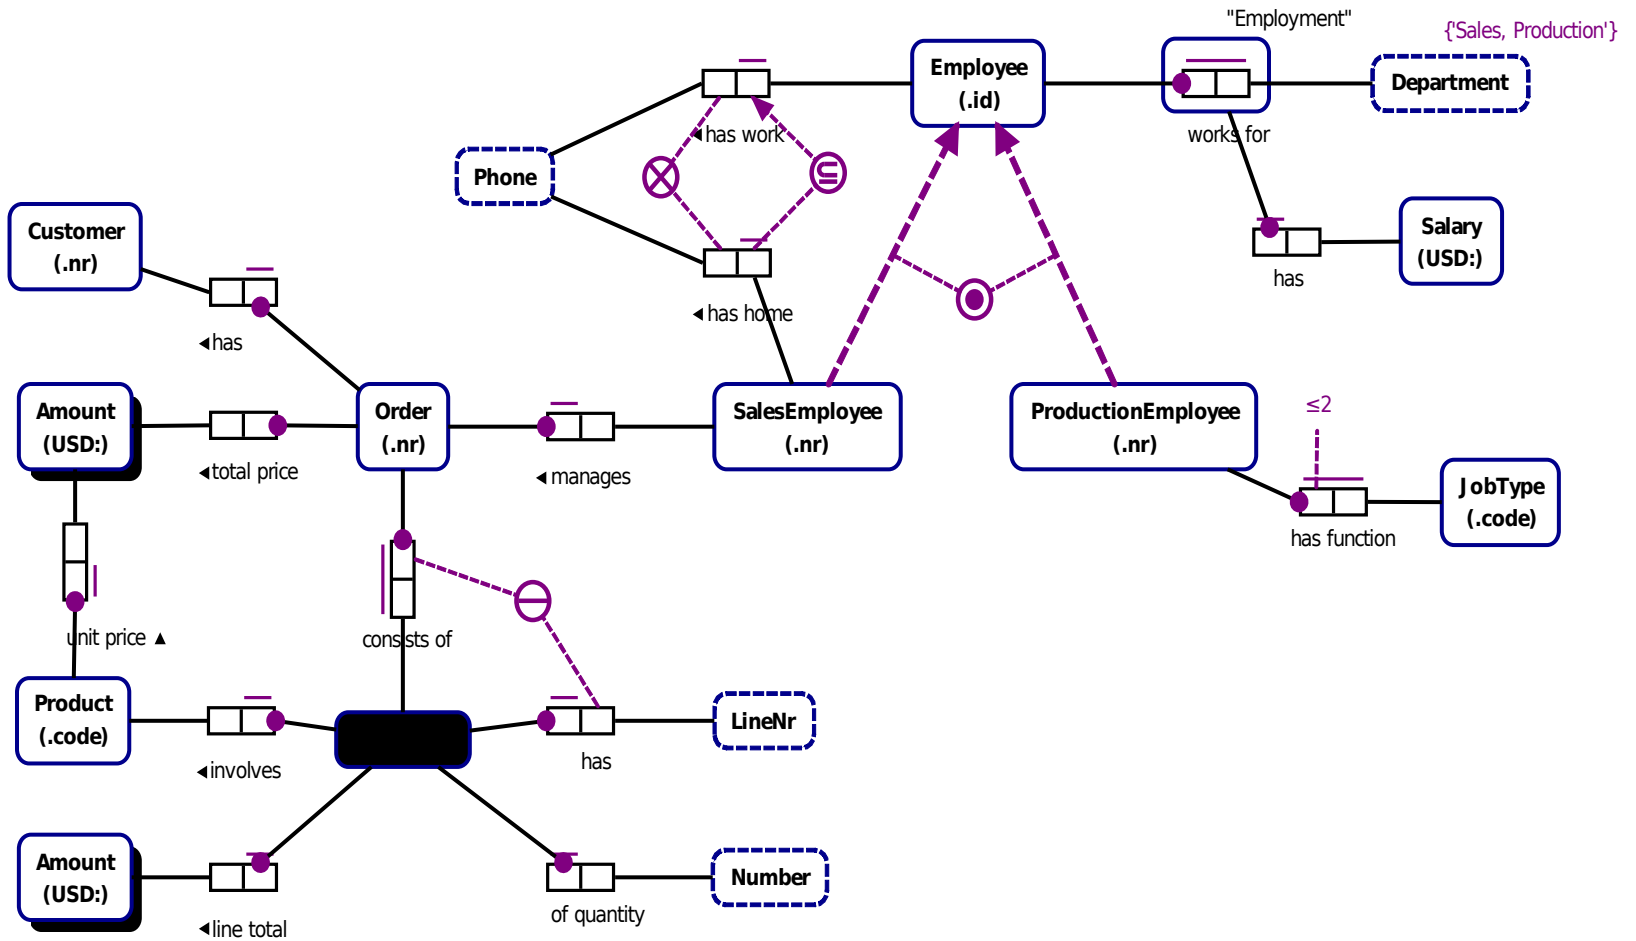 "Employment"
{'Sales, Production'}
Employee
(.id)
Department
◄has work
works for
Phone
Customer
(.nr)
Salary
(USD:)
has
◄has home
◄has
Amount
(USD:)
Order
(.nr)
SalesEmployee
(.nr)
ProductionEmployee
(.nr)
≤2
◄total price
◄manages
JobType
(.code)
has function
unit price ▲
consists of
Product
(.code)
LineNr
◄involves
has
Amount
(USD:)
Number
of quantity
◄line total